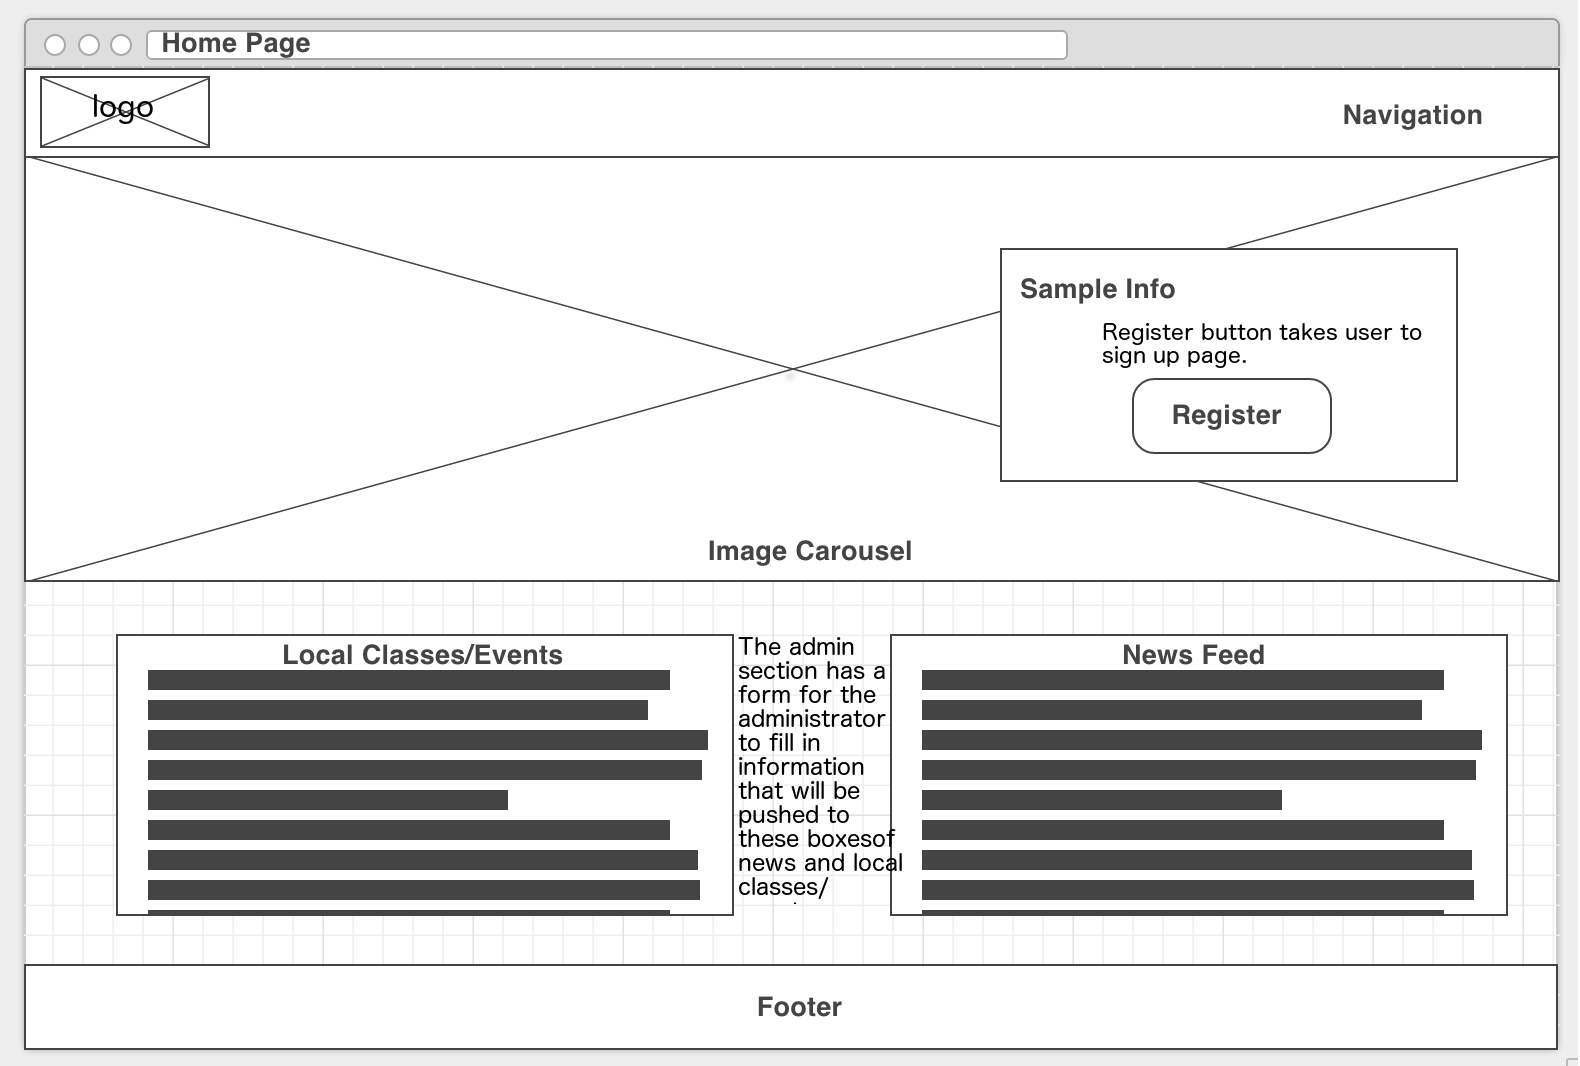 Home Page
logo
Navigation
Sample Info
Register button takes user to
sign up page.
Register
Image Carousel
Local Classes/Events
The admin
section has a
form for the
administrator
to fill in
information
that will be
pushed to
these boxesof
news and local
classes/
News Feed
Footer